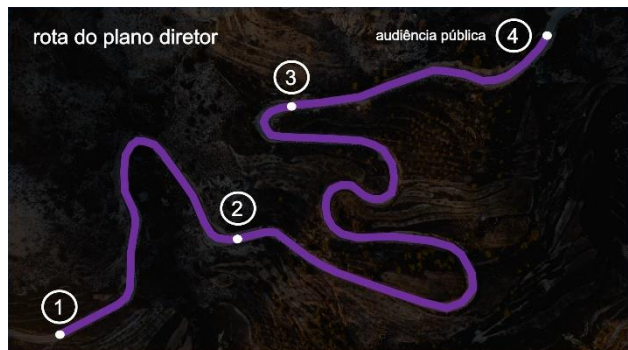 rota do plano diretor
audiência pública 4
3
2
1